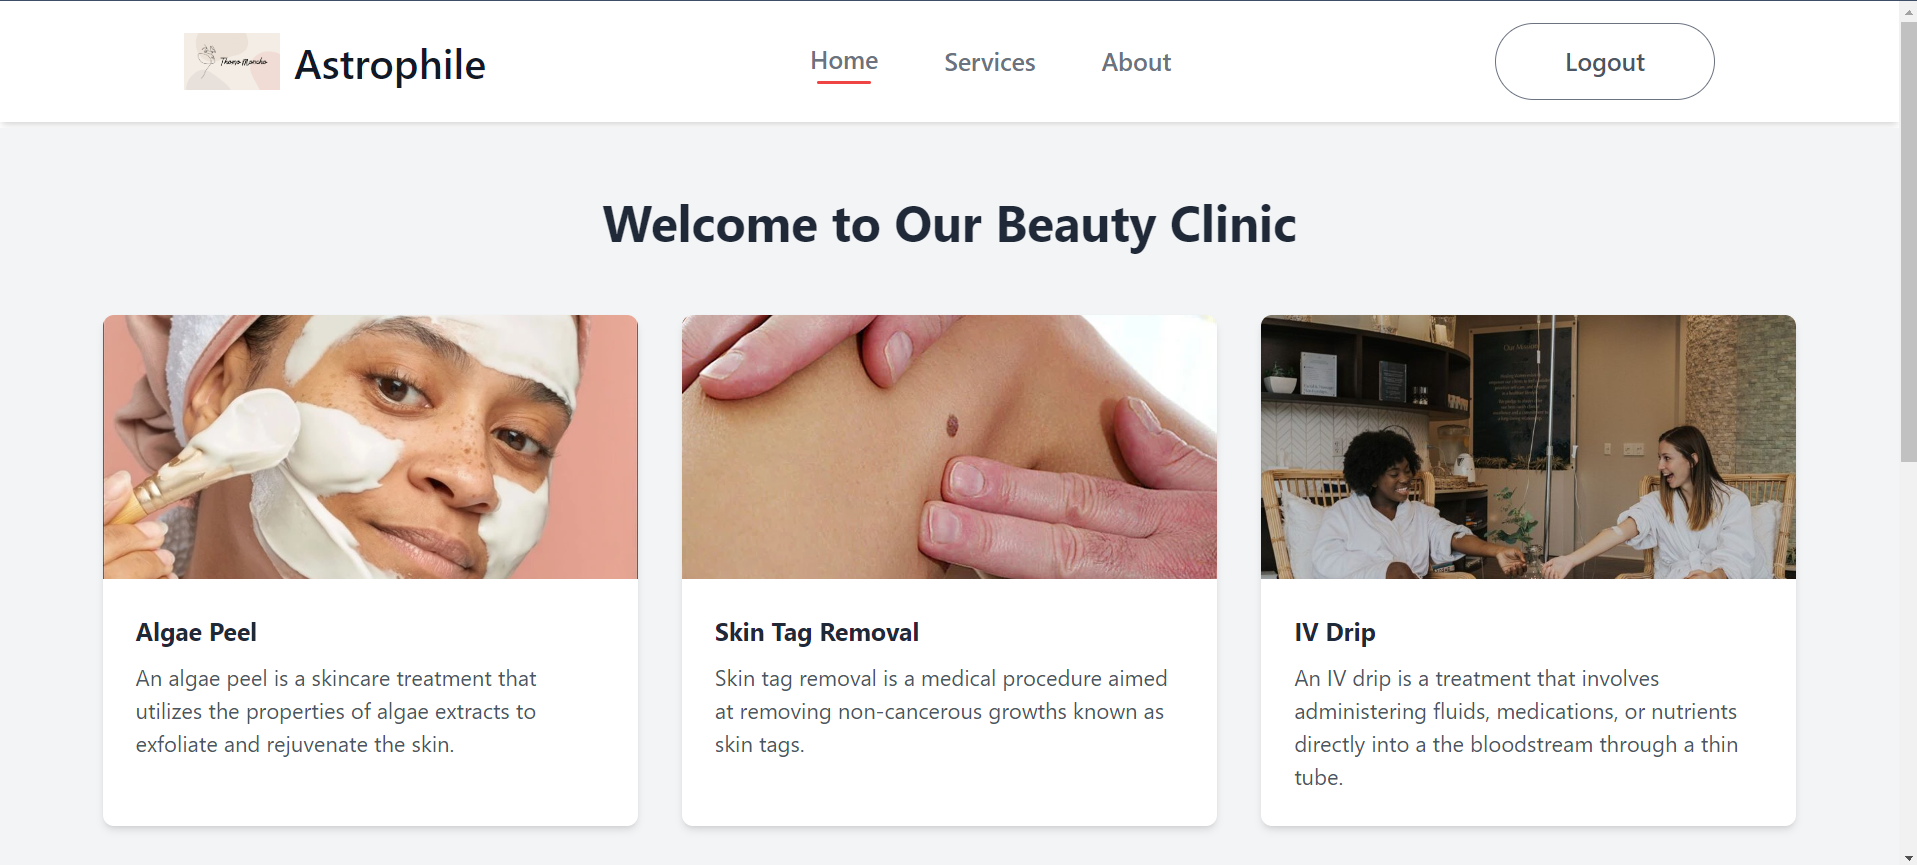 Astrophile
Home
Services
About
Logout
Welcome to Our Beauty Clinic
Algae Peel
An algae peel is a skincare treatment that
utilizes the properties of algae extracts to
exfoliate and rejuvenate the skin.
Skin Tag Removal
Skin tag removal is a medical procedure aimed
at removing non-cancerous growths known as
skin tags.
Our Mission
IV Drip
An IV drip is a treatment that involves
administering fluids, medications, or nutrients
directly into a the bloodstream through a thin
tube.